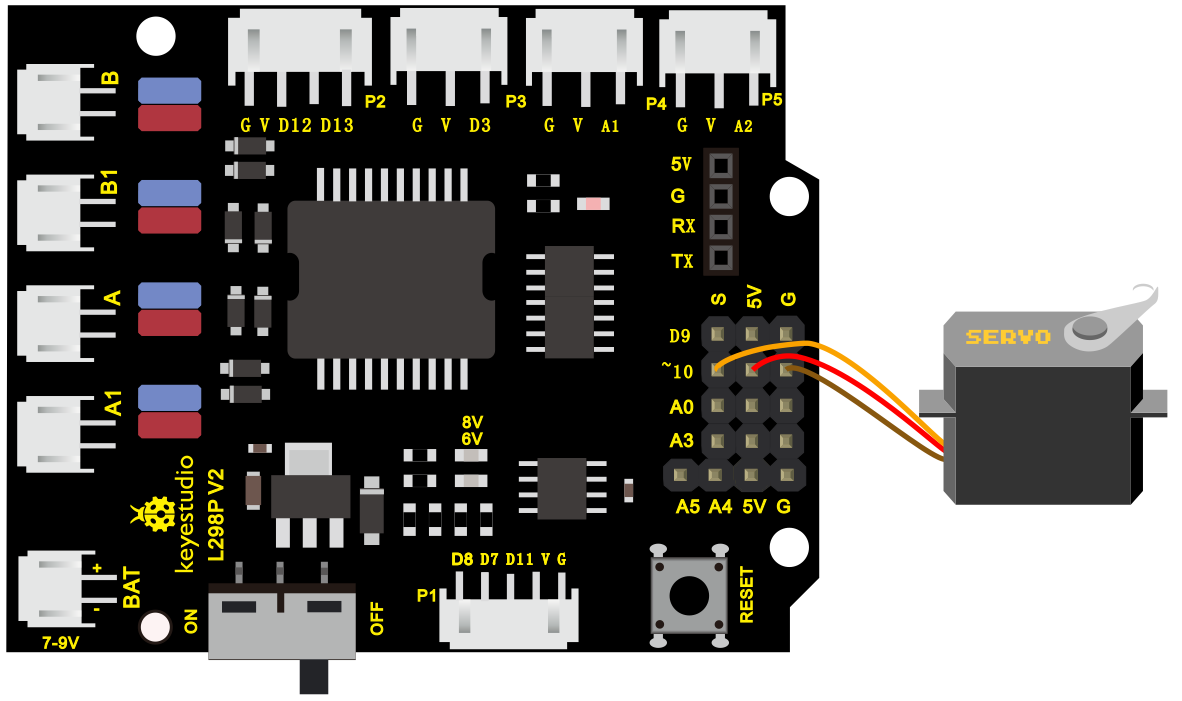 B
P2
P3
P4
P5
G V D12 D13
G V D3
G V A1
G V A2
B1
5V
G
RX
TX
A
S 5V G
D9
~10
A0
A3
A5 A4 5V G
SERVO
A1
8V
6V
keyestudio
L298P V2
D8 D7 D11 V G
P1
+
-
BAT
7-9V
ON
OFF
RESET